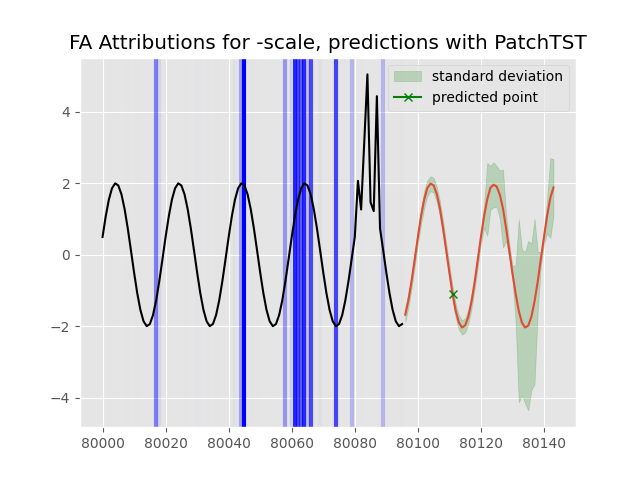 FA Attributions for -scale, predictions with PatchTST
standard deviation
predicted point
4
2
0
−2
−4
80000 80020 80040 80060 80080 80100 80120 80140